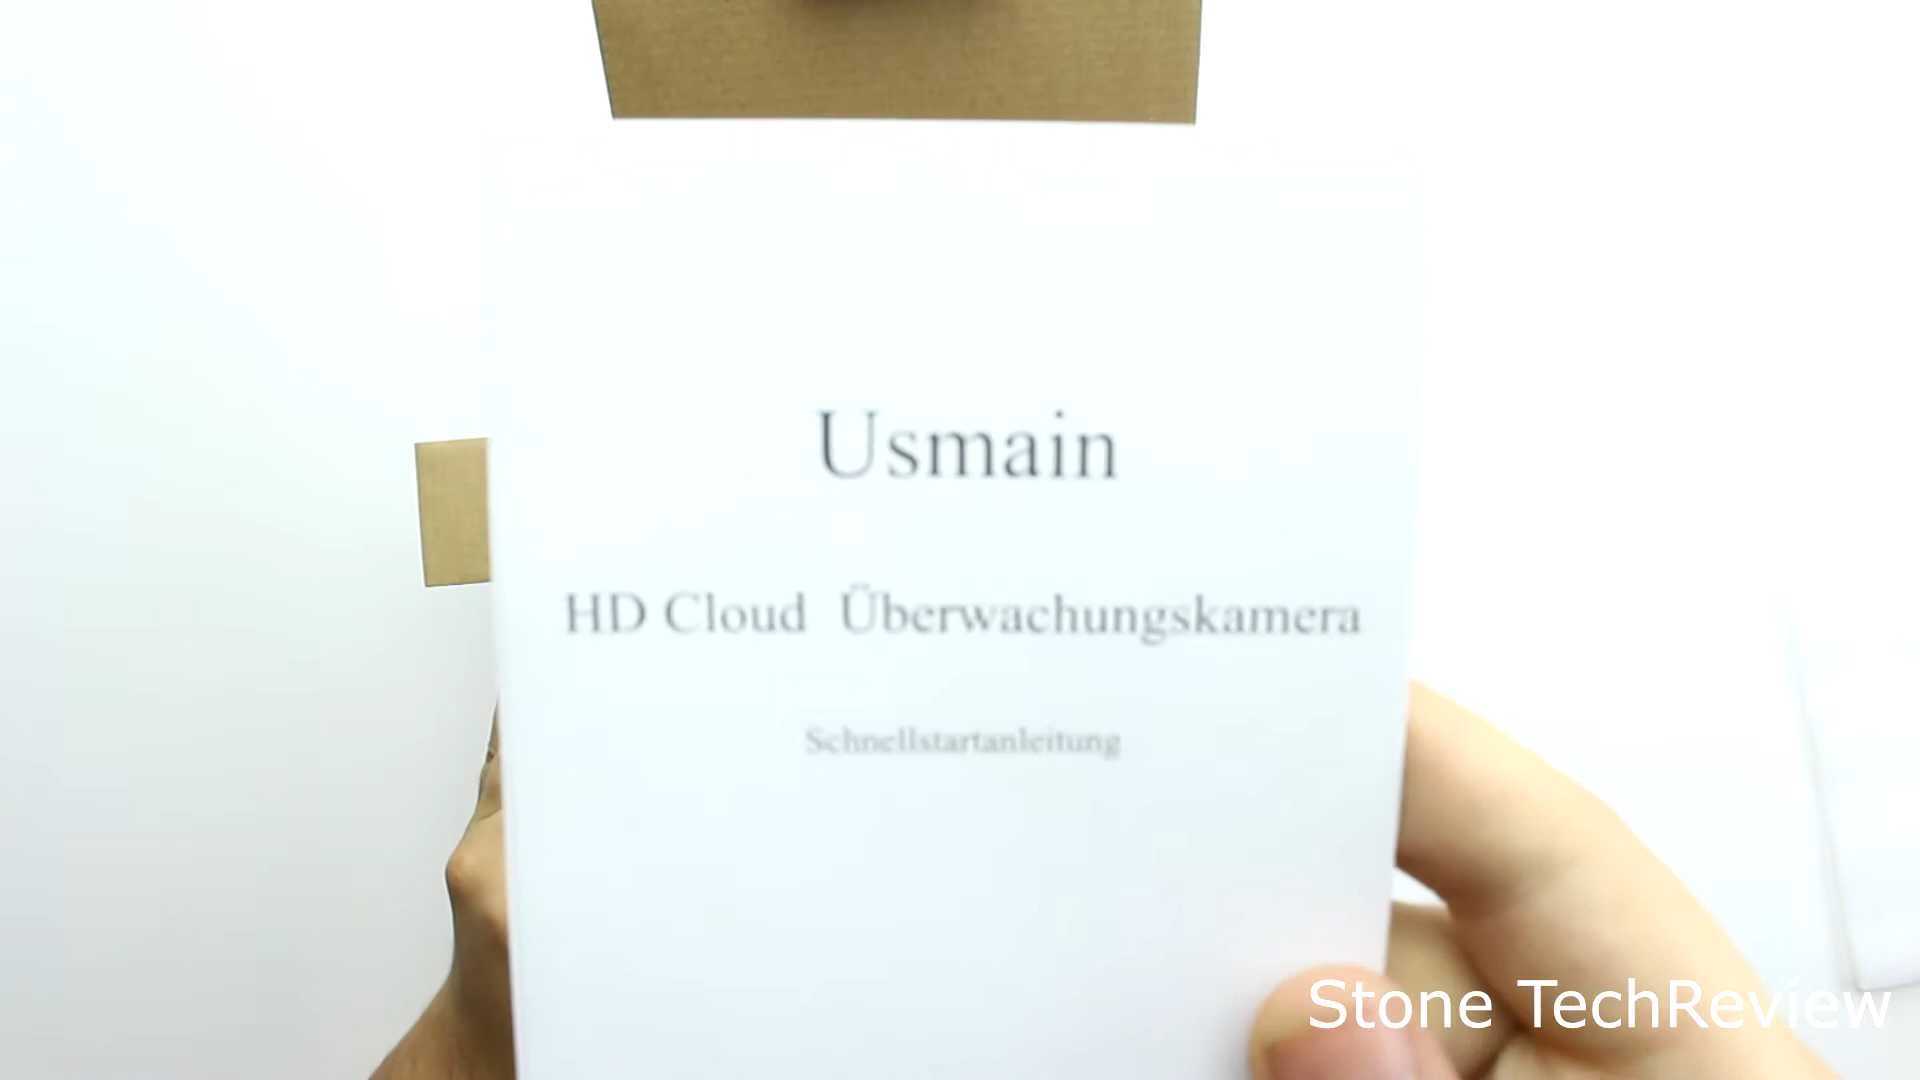 Usmain
HD Cloud Überwachungskamera
Schnellstartanleitung
Stone TechReview